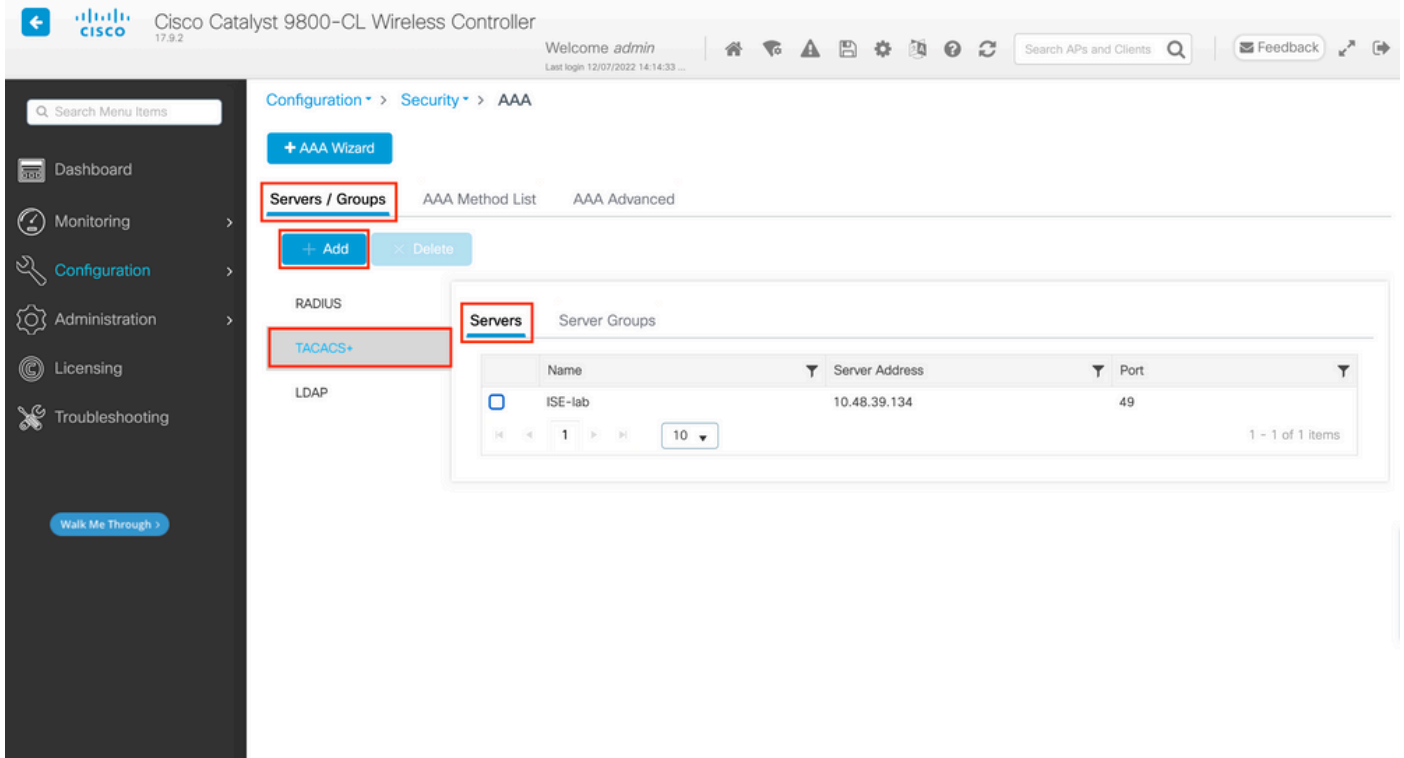 CISCO
Cisco Catalyst 9800-CL Wireless Controller
17.9.2
Welcome admin
Last login 12/07/2022 14:14:33 ...
Search APs and Clients
Feedback
Search Menu Items
Dashboard
Monitoring
Configuration
Administration
Licensing
Troubleshooting
Walk Me Through >
Configuration > Security > AAA
+ AAA Wizard
Servers / Groups AAA Method List AAA Advanced
+ Add × Delete
RADIUS
TACACS+
LDAP
Servers Server Groups
Name Server Address Port
ISE-lab 10.48.39.134 49
1 10 1 - 1 of 1 items